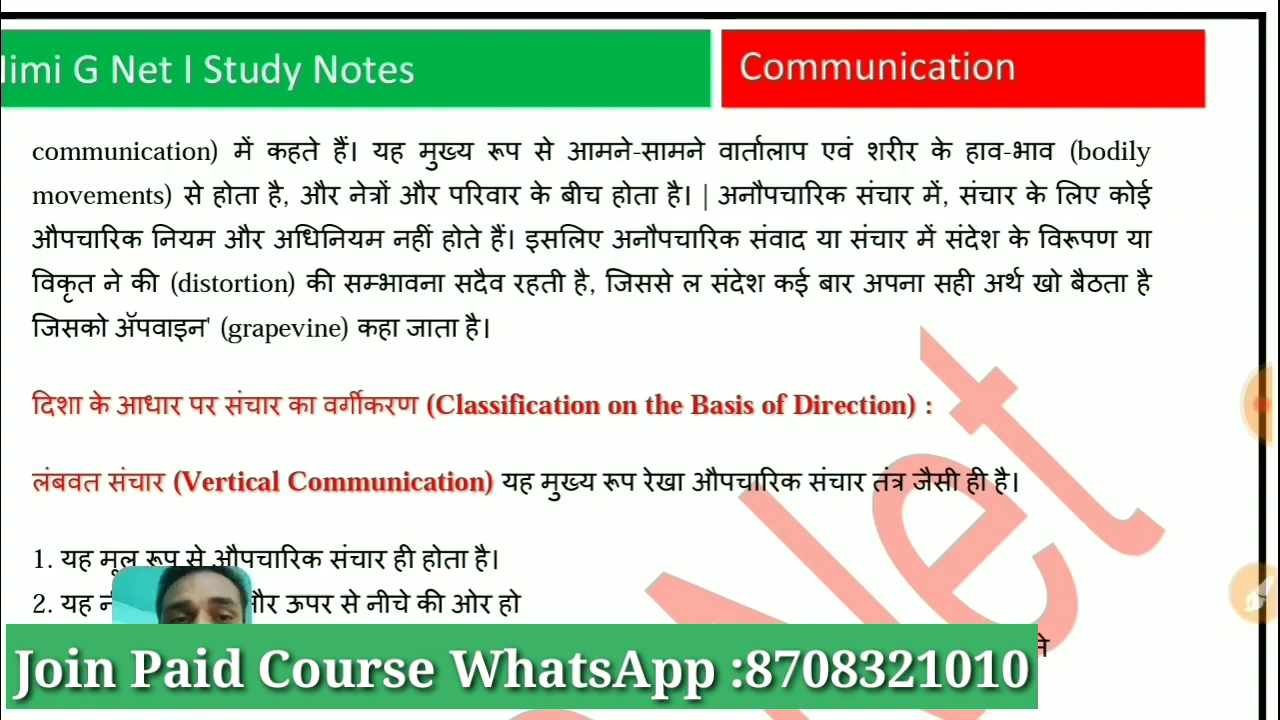 limi G Net I Study Notes
Communication
communication) में कहते हैं। यह मुख्य रूप से आमने-सामने वार्तालाप एवं शरीर के हाव-भाव (bodily
movements) से होता है, और नेत्रों और परिवार के बीच होता है। | अनौपचारिक संचार में, संचार के लिए कोई
औपचारिक नियम और अधिनियम नहीं होते हैं। इसलिए अनौपचारिक संवाद या संचार में संदेश के विरूपण या
विकृत ने की (distortion) की सम्भावना सदैव रहती है, जिससे ल संदेश कई बार अपना सही अर्थ खो बैठता है
जिसको ॲपवाइन' (grapevine) कहा जाता है।
दिशा के आधार पर संचार का वर्गीकरण (Classification on the Basis of Direction) :
लंबवत संचार (Vertical Communication) यह मुख्य रूप रेखा औपचारिक संचार तंत्र जैसी ही है।
1. यह मूल रूप से औपचारिक संचार ही होता है।
2. यह ऊपर से नीचे की ओर हो
Join Paid Course WhatsApp :8708321010
Net